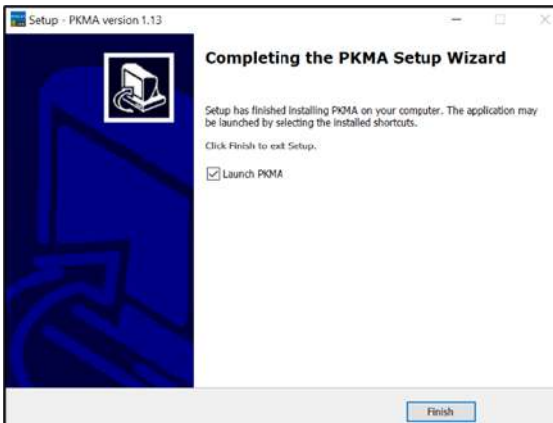 Setup - PKMA version 1.13
Completing the PKMA Setup Wizard
Setup has finished installing PKMA on your computer. The application may
be launched by selecting the installed shortcuts.
Click Finish to exit Setup.
Launch PKMA
Finish